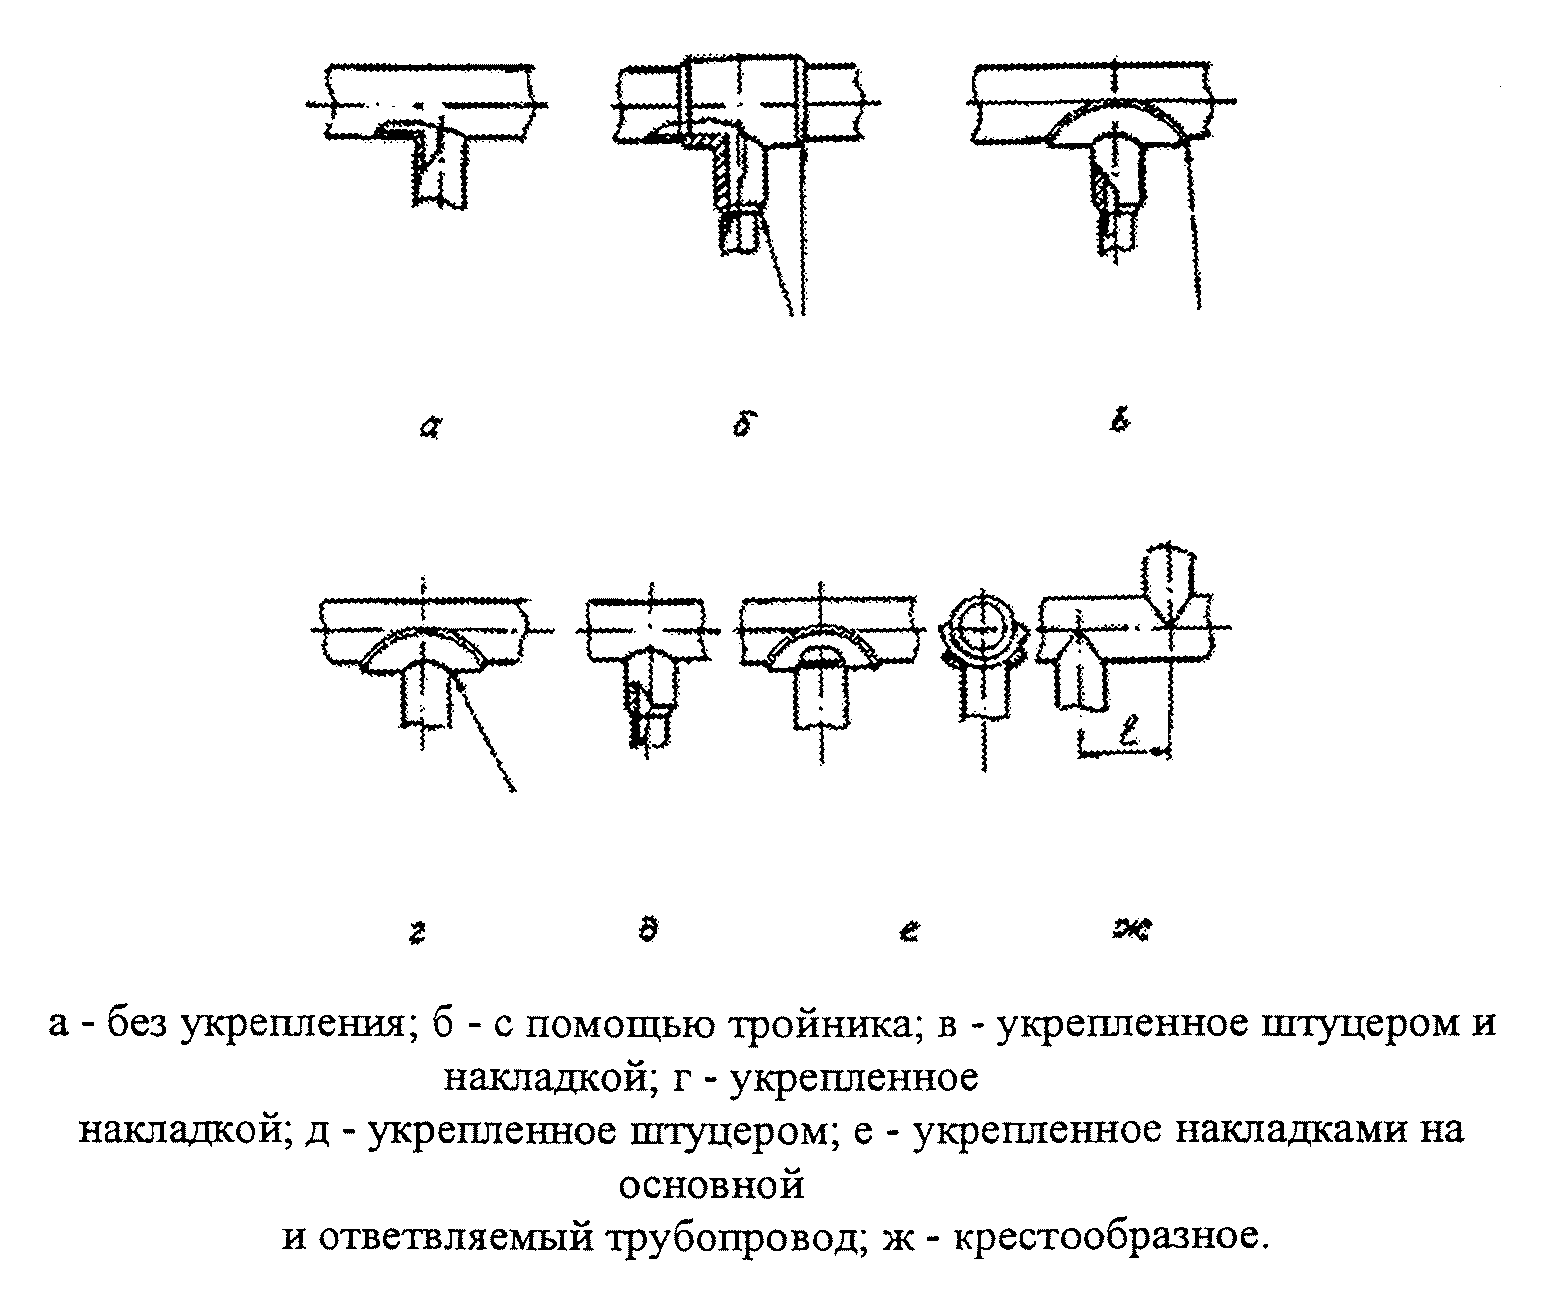 а
б
в
г
д
е
ж
l
а - без укрепления; б - с помощью тройника; в - укрепленное штуцером и
накладкой; г - укрепленное
накладкой; д - укрепленное штуцером; е - укрепленное накладками на
основной
и ответвляемый трубопровод; ж - крестообразное.